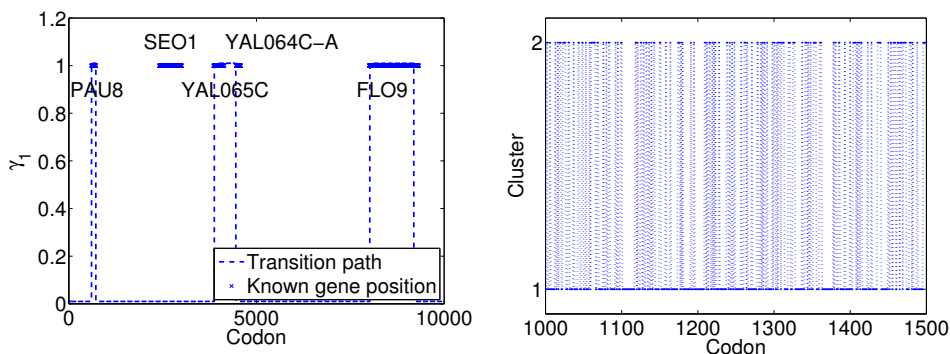 1.2
SEO1 YAL064C−A
1
PAU8 YAL065C FLO9
0.8
γ1
0.6
0.4
0.2
Transition path
Known gene position
0
0 5000 10000
Codon
2
Cluster
1
1000 1100 1200 1300 1400 1500
Codon